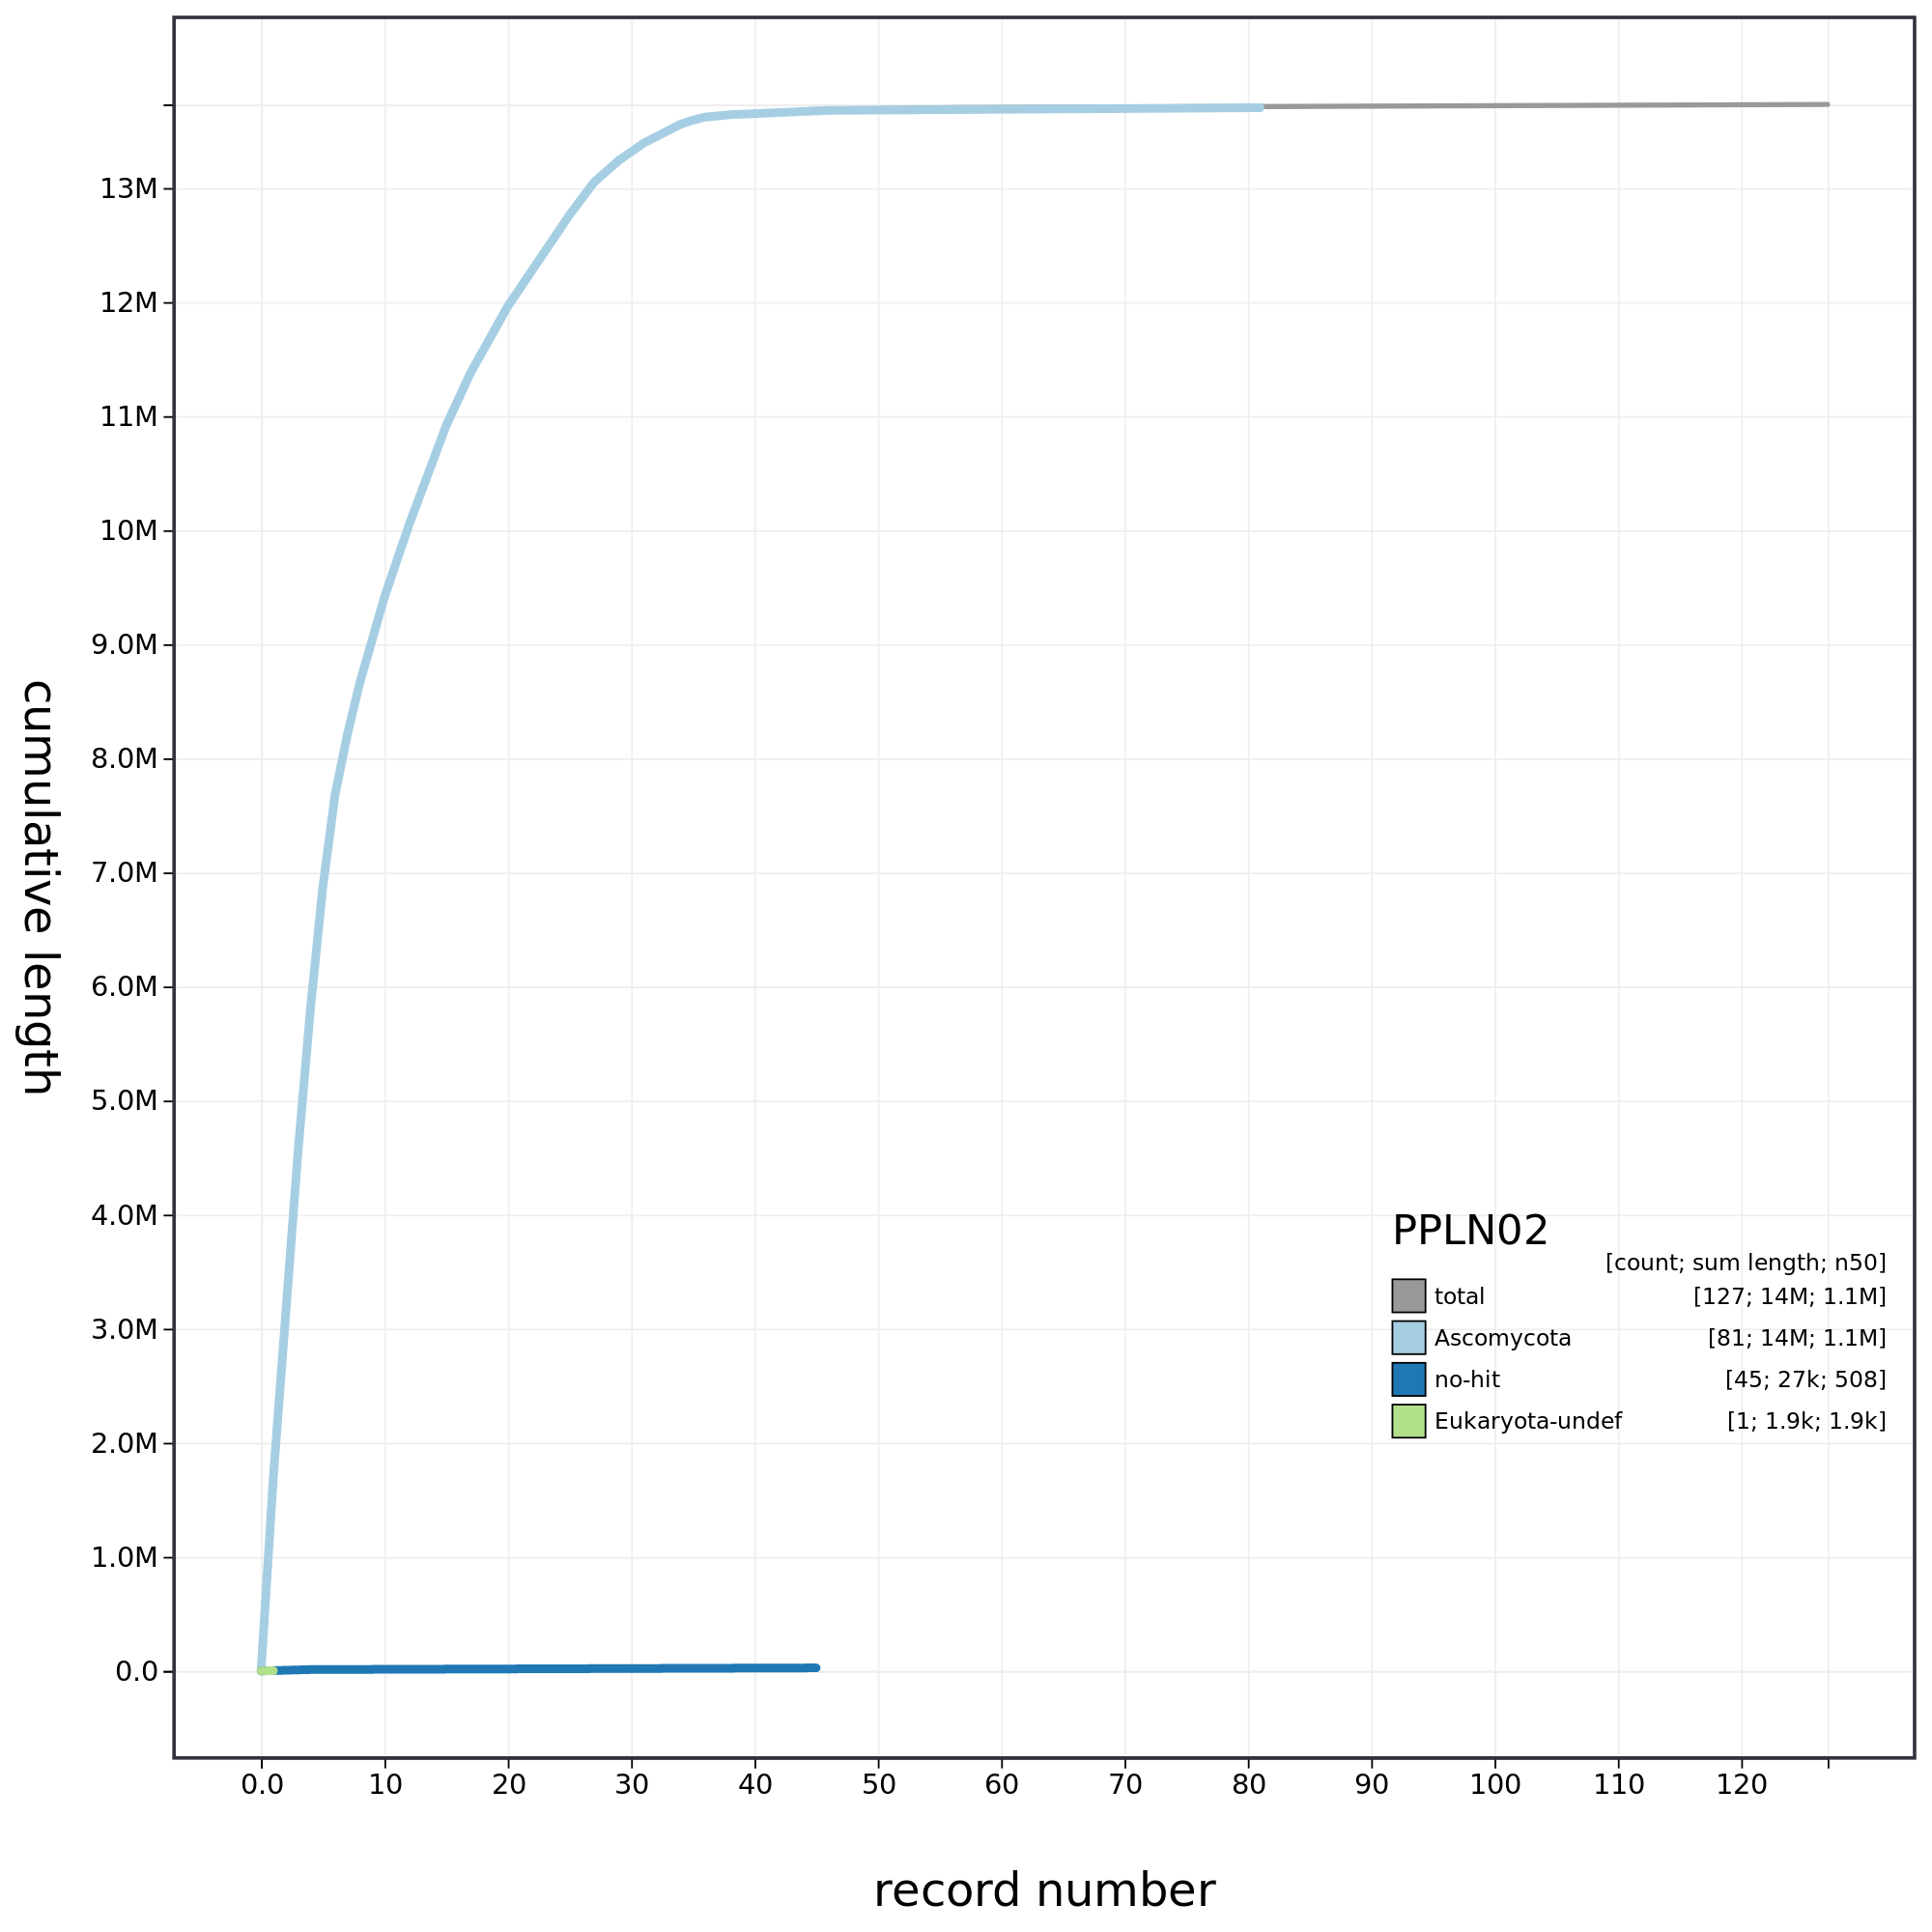 cumulative length
13M
12M
11M
10M
9.0M
8.0M
7.0M
6.0M
5.0M
4.0M
3.0M
2.0M
1.0M
0.0
PPLN02
[count; sum length; n50]
total [127; 14M; 1.1M]
Ascomycota [81; 14M; 1.1M]
no-hit [45; 27k; 508]
Eukaryota-undef [1; 1.9k; 1.9k]
0.0 10 20 30 40 50 60 70 80 90 100 110 120
record number